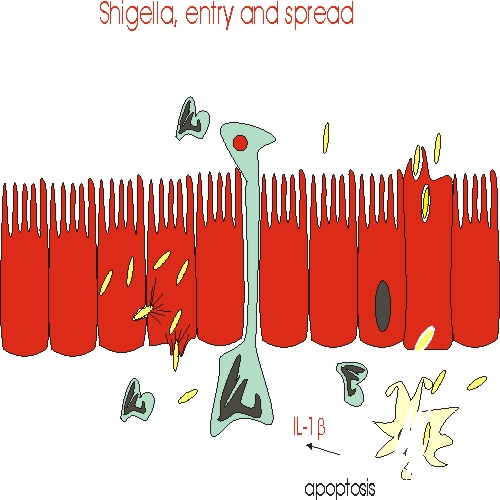 Shigella, entry and spread
IL-1β
apoptosis